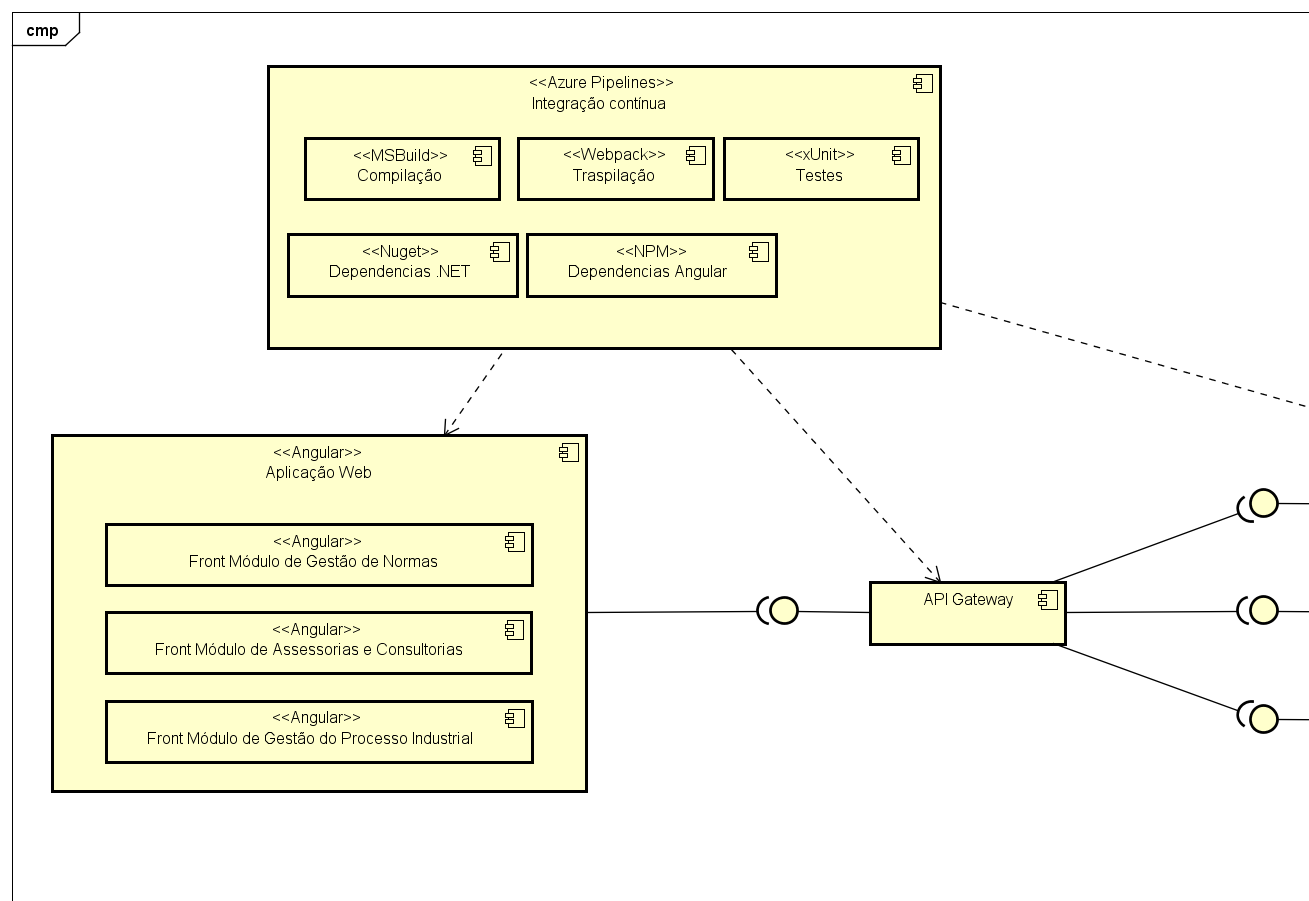 cmp
<<Azure Pipelines>>
Integração contínua
<<MSBuild>>
Compilação
<<Webpack>>
Traspilação
<<xUnit>>
Testes
<<Nuget>>
Dependencias .NET
<<NPM>>
Dependencias Angular
<<Angular>>
Aplicação Web
<<Angular>>
Front Módulo de Gestão de Normas
<<Angular>>
Front Módulo de Assessorias e Consultorias
<<Angular>>
Front Módulo de Gestão do Processo Industrial
API Gateway